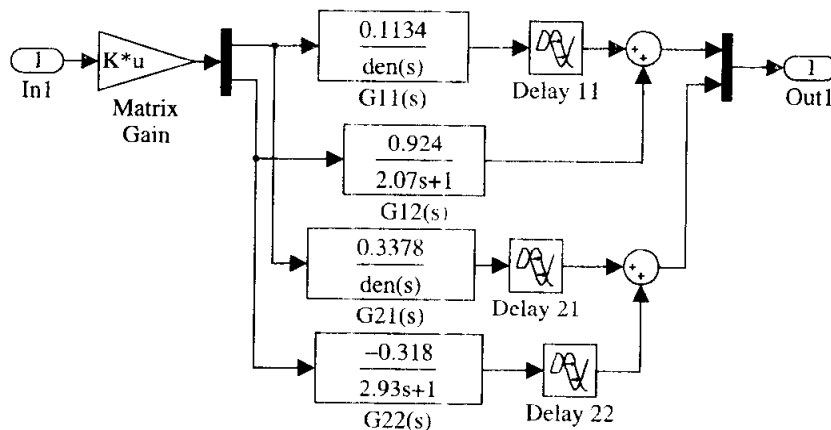 1
In1
K*u
Matrix
Gain
0.1134
den(s)
G11(s)
Delay 11
+
+
1
Out1
0.924
2.07s+1
G12(s)
0.3378
den(s)
G21(s)
Delay 21
+
+
−0.318
2.93s+1
G22(s)
Delay 22